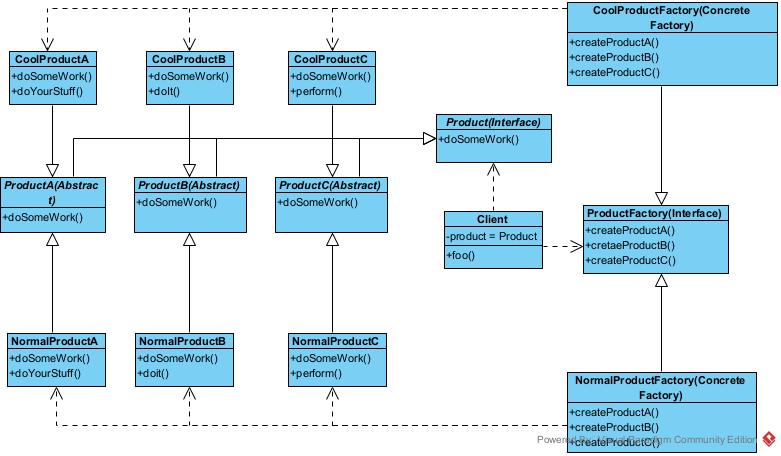 CoolProductFactory(Concrete
Factory)
+createProductA()
+createProductB()
+createProductC()
CoolProductA
+doSomeWork()
+doYourStuff()
CoolProductB
+doSomeWork()
+doIt()
CoolProductC
+doSomeWork()
+perform()
Product(Interface)
+doSomeWork()
ProductA(Abstrac
t)
+doSomeWork()
ProductB(Abstract)
+doSomeWork()
ProductC(Abstract)
+doSomeWork()
Client
-product = Product
+foo()
ProductFactory(Interface)
+createProductA()
+cretaeProductB()
+createProductC()
NormalProductA
+doSomeWork()
+doYourStuff()
NormalProductB
+doSomeWork()
+doit()
NormalProductC
+doSomeWork()
+perform()
NormalProductFactory(Concrete
Factory)
+createProductA()
+createProductB()
+createProductC()
Powered By Visual Paradigm Community Edition